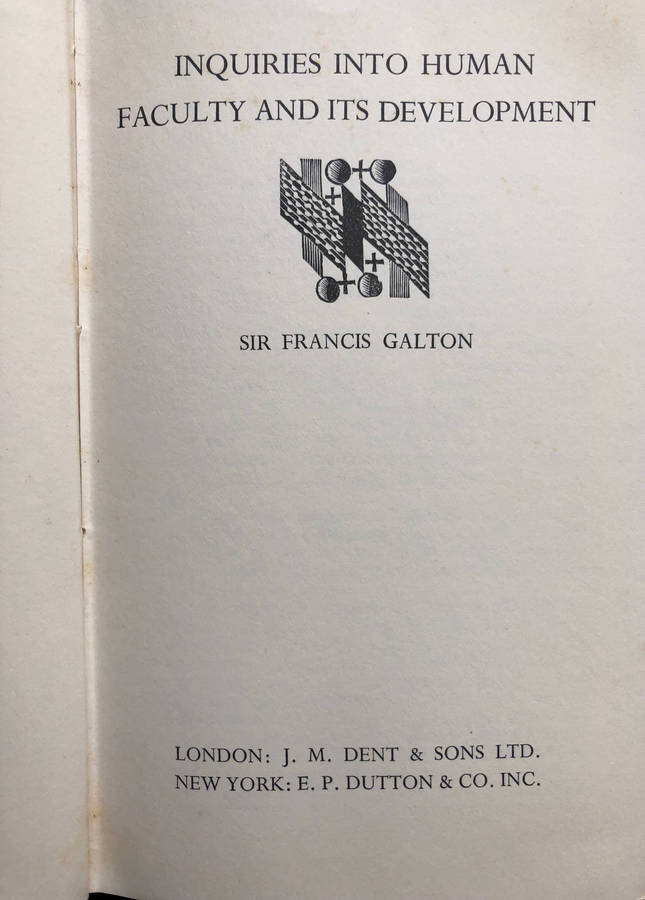 INQUIRIES INTO HUMAN
FACULTY AND ITS DEVELOPMENT
SIR FRANCIS GALTON
LONDON: J. M. DENT & SONS LTD.
NEW YORK: E. P. DUTTON & CO. INC.